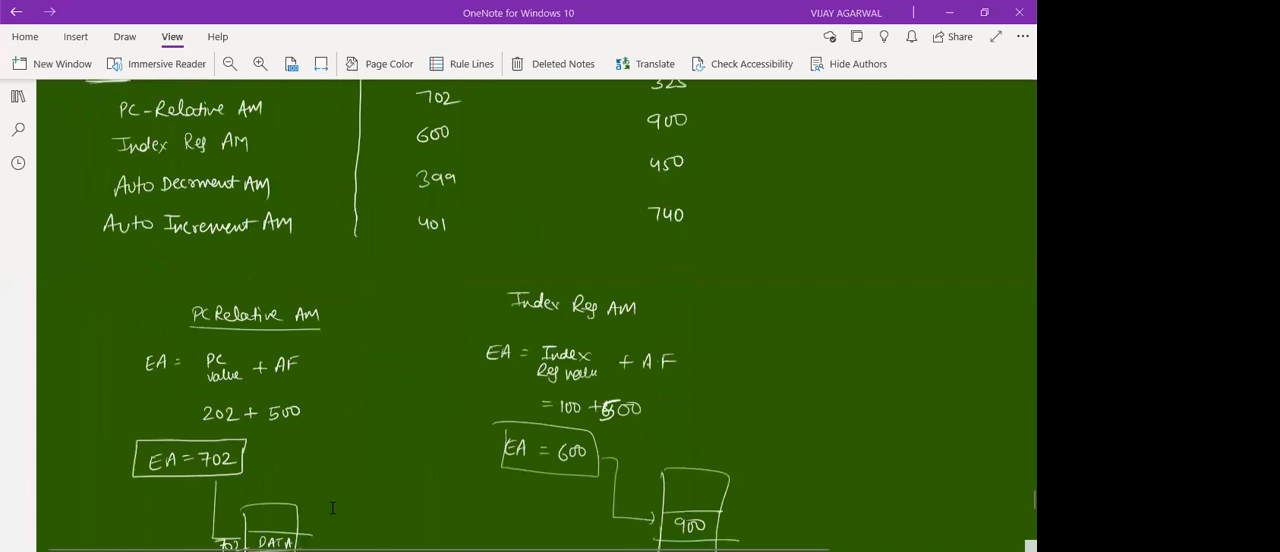 OneNote for Windows 10
VIJAY AGARWAL
Home Insert Draw View Help
Share
New Window Immersive Reader Page Color Rule Lines Deleted Notes Translate Check Accessibility Hide Authors
PC-Relative AM 702 325
Index Reg AM 600 900
Auto Decrment AM 399 450
Auto Increment AM 401 740
PC Relative AM
Index Reg AM
EA = PC value + AF
EA = Index Reg value + A.F
202 + 500
= 100 + 500
EA = 702
EA = 600
900
702 DATA